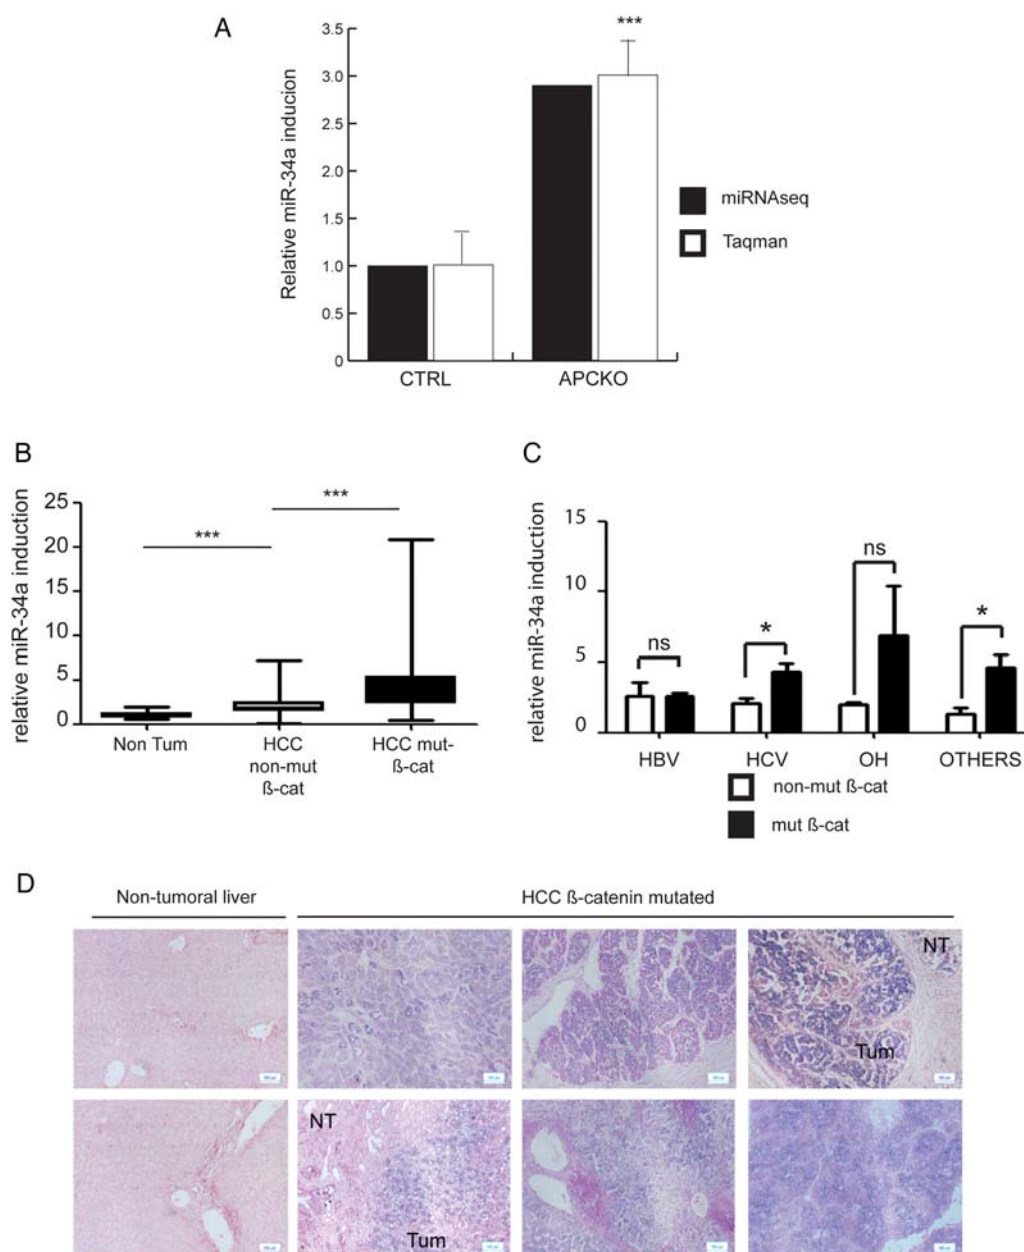 A
Relative miR-34a inducion
3.5
3.0
2.5
2.0
1.5
1.0
0.5
0
***
CTRL
APCKO
miRNAseq
Taqman
B
relative miR-34a induction
25
20
15
10
5
0
***
***
Non Tum
HCC
non-mut
ß-cat
HCC mut-
ß-cat
C
relative miR-34a induction
15
10
5
0
ns
*
ns
*
HBV
HCV
OH
OTHERS
non-mut ß-cat
mut ß-cat
D
Non-tumoral liver
HCC ß-catenin mutated
NT
Tum
NT
Tum